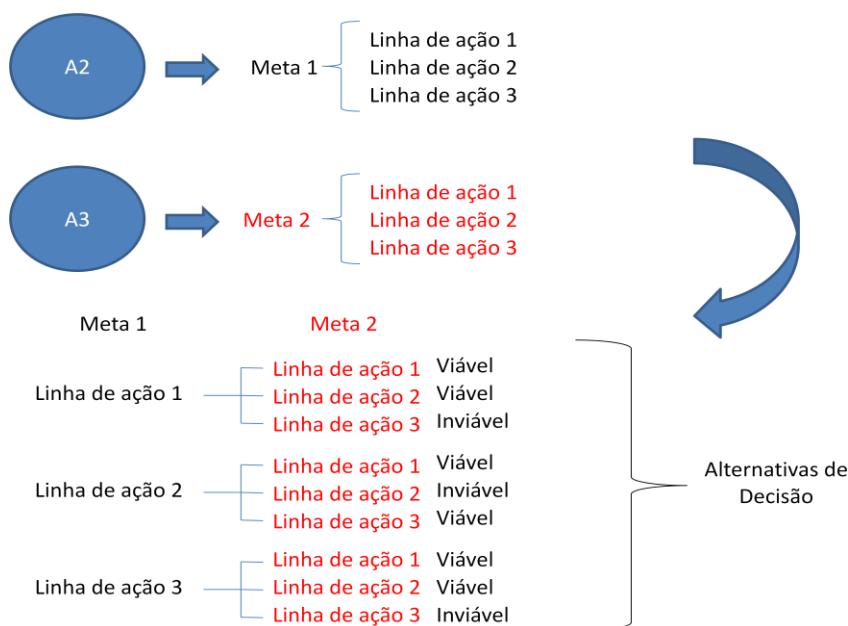 A2
Meta 1
Linha de ação 1
Linha de ação 2
Linha de ação 3
A3
Meta 2
Linha de ação 1
Linha de ação 2
Linha de ação 3
Meta 1 Meta 2
Linha de ação 1
Linha de ação 1 Viável
Linha de ação 2 Viável
Linha de ação 3 Inviável
Linha de ação 2
Linha de ação 1 Viável
Linha de ação 2 Inviável
Linha de ação 3 Viável
Linha de ação 3
Linha de ação 1 Viável
Linha de ação 2 Viável
Linha de ação 3 Inviável
Alternativas de
Decisão